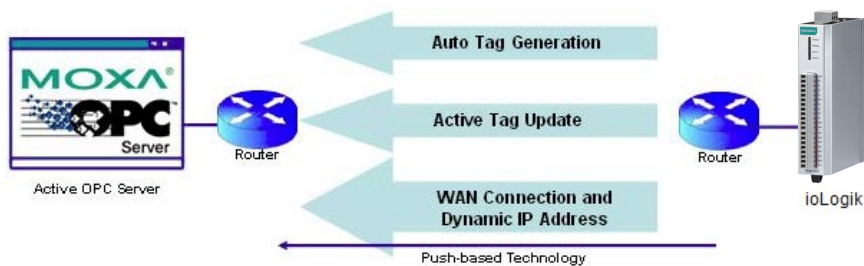 MOXA®
OPC™
Server
Active OPC Server
Router
Auto Tag Generation
Active Tag Update
WAN Connection and
Dynamic IP Address
Push-based Technology
Router
ioLogik